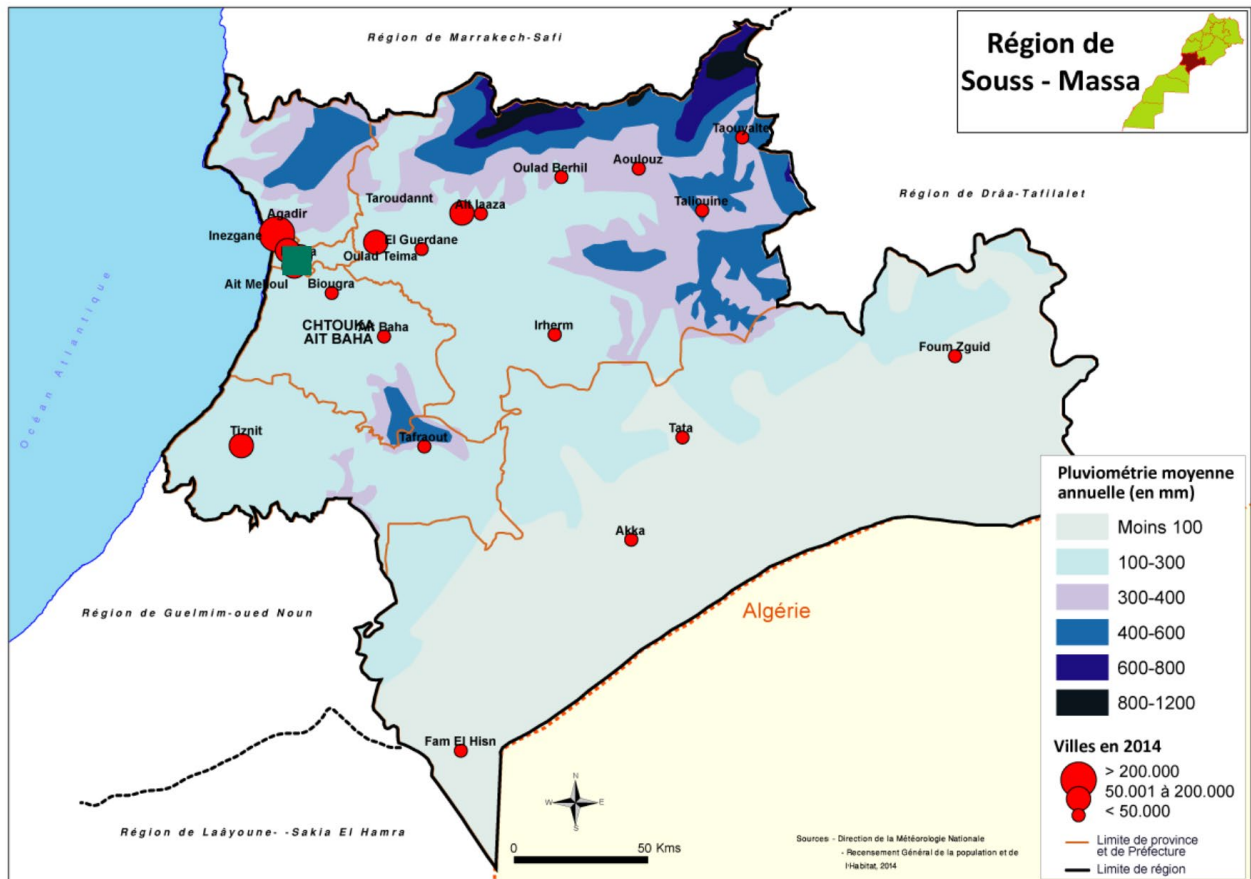 Région de Marrakech-Safi
Région de
Souss - Massa
Taouyalte
Aoulouz
Oulad Berhil
Région de Drâa-Tafilalet
Taroudannt
Ait Iaaza
Taliouine
Agadir
Inezgane
El Guerdane
Oulad Teima
Ait Melloul
Biougra
CHTOUKA
AIT BAHA
Ait Baha
Irherm
Foum Zguid
Océan Atlantique
Tiznit
Tafraout
Tata
Akka
Pluviométrie moyenne
annuelle (en mm)
Moins 100
100-300
300-400
400-600
600-800
800-1200
Région de Guelmim-oued Noun
Algérie
Fam El Hisn
Villes en 2014
> 200.000
50.001 à 200.000
< 50.000
N
W
E
S
Région de Laâyoune- -Sakia El Hamra
0
50 Kms
Sources - Direction de la Météorologie Nationale
- Recensement Général de la population et de
l'Habitat, 2014
Limite de province
et de Préfecture
Limite de région